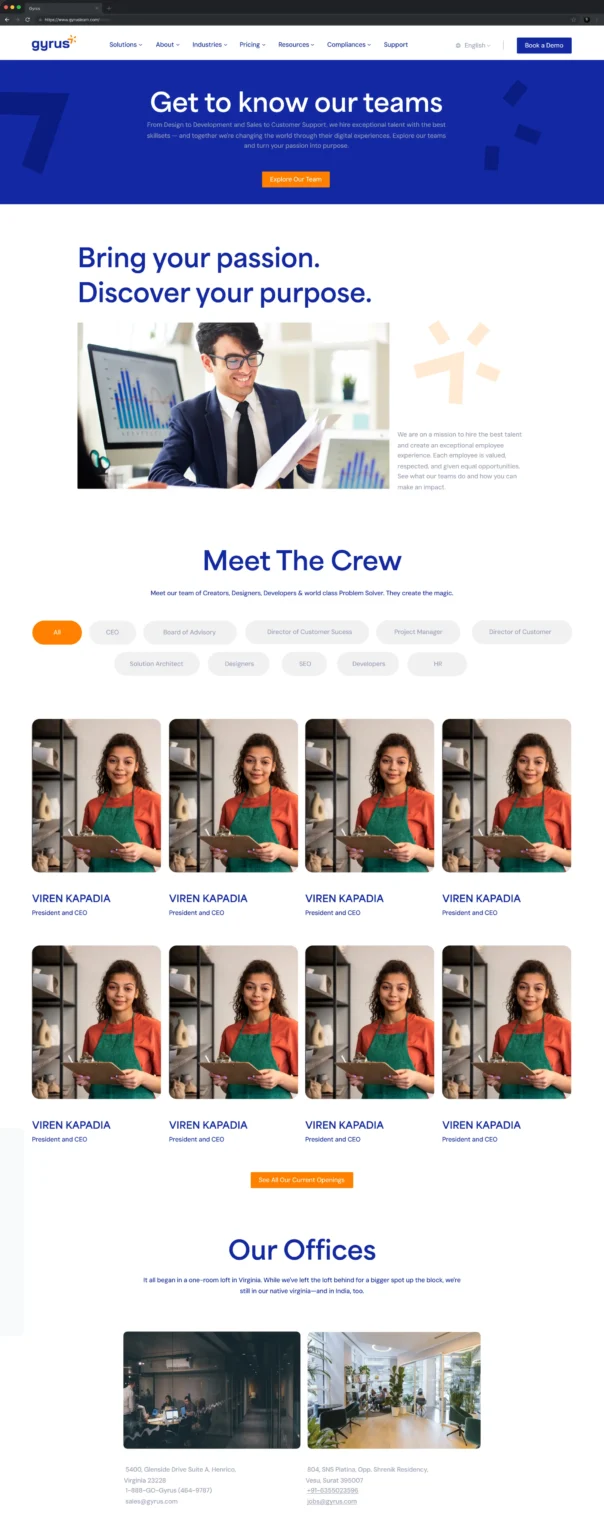 Gyrus
https://www.gyrus
gyrus
Solutions About Industries Pricing Resources Compliances Support English Book a Demo
Get to know our teams
From Design to Development and Sales to Customer Support, we hire exceptional talent with the best
skillsets — and together we're changing the world through their digital experiences. Explore our teams
and turn your passion into purpose.
Explore Our Team
Bring your passion.
Discover your purpose.
We are on a mission to hire the best talent
and create an exceptional employee
experience. Each employee is valued,
respected, and given equal opportunities.
See what our teams do and how you can
make an impact.
Meet The Crew
Meet our team of Creators, Designers, Developers & world class Problem Solver. They create the magic.
All CEO Board of Advisory Director of Customer Sucess Project Manager Director of Customer
Solution Architect Designers SEO Developers HR
VIREN KAPADIA VIREN KAPADIA VIREN KAPADIA VIREN KAPADIA
President and CEO President and CEO President and CEO President and CEO
VIREN KAPADIA VIREN KAPADIA VIREN KAPADIA VIREN KAPADIA
President and CEO President and CEO President and CEO President and CEO
See All Our Current Openings
Our Offices
It all began in a one-room loft in Virginia. While we've left the loft behind for a bigger spot up the block, we're
still in our native virginia—and in India, too.
5400, Glenside Drive Suite A, Henrico,
Virginia 23228
1-888-GO-Gyrus (464-9787)
sales@gyrus.com
804, SNS Platina, Opp. Shrenik Residency,
Vesu, Surat 395007
+91-6355023596
jobs@gyrus.com